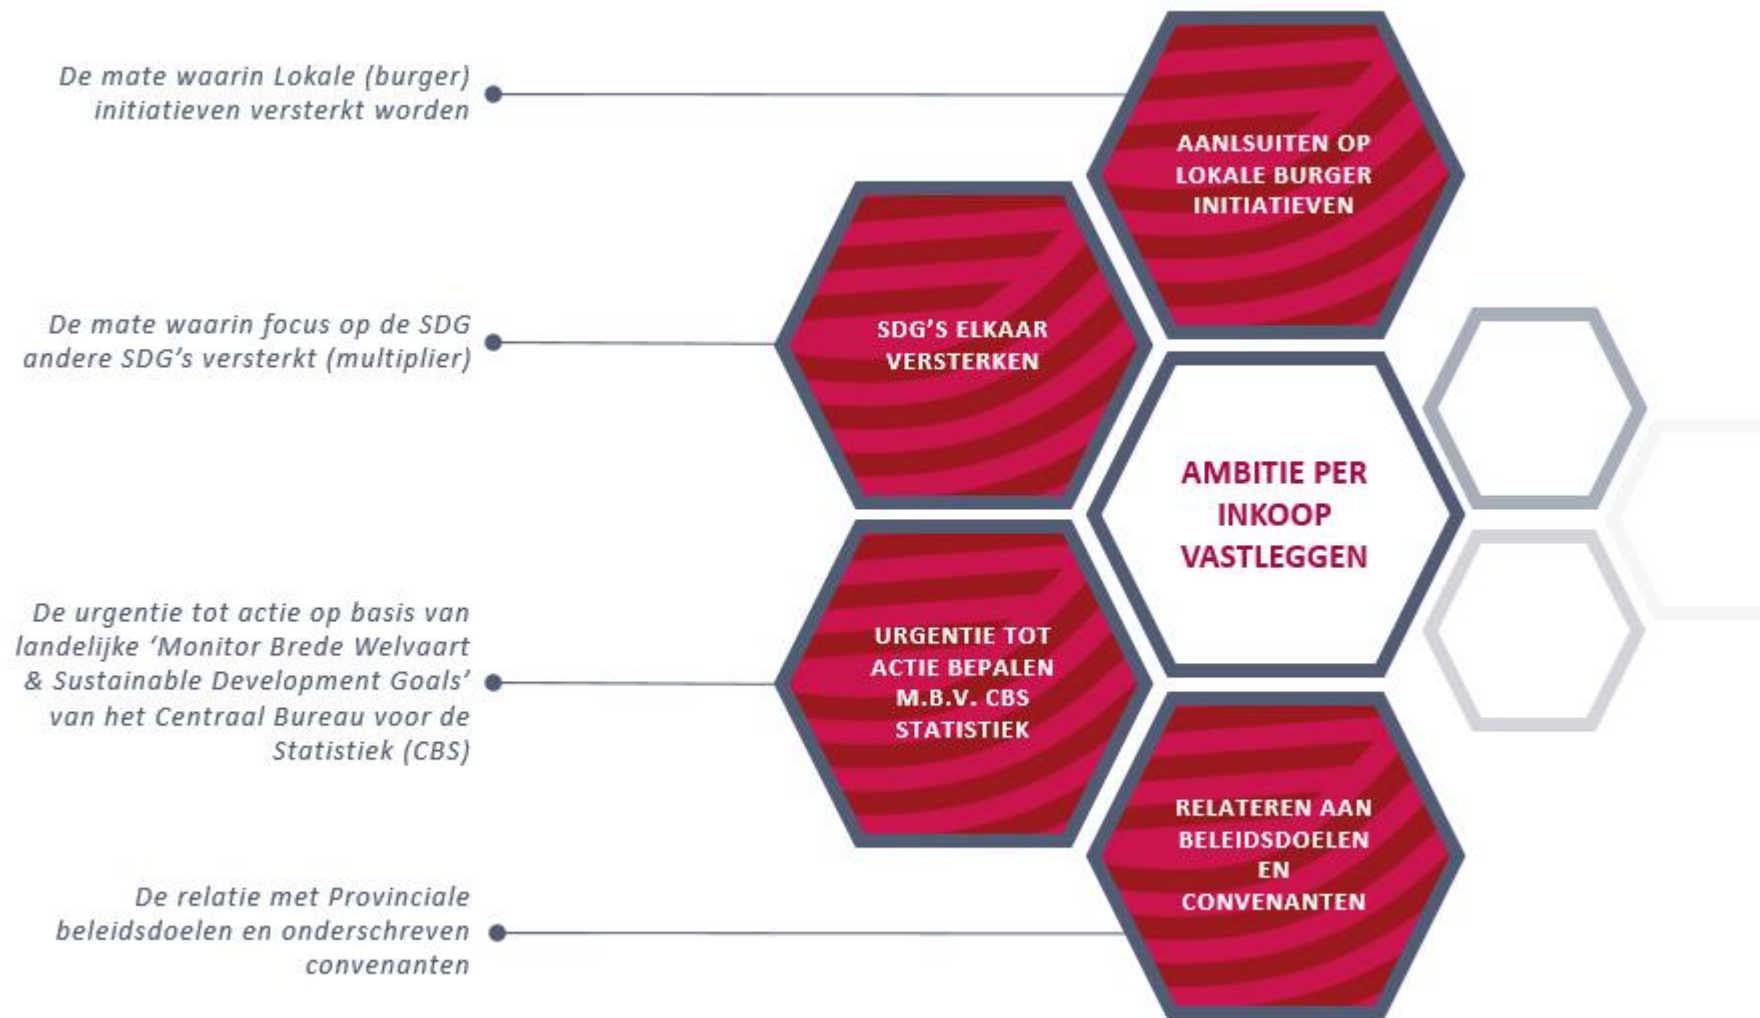 De mate waarin Lokale (burger)
initiatieven versterkt worden
AANLSUITEN OP
LOKALE BURGER
INITIATIEVEN
De mate waarin focus op de SDG
andere SDG's versterkt (multiplier)
SDG'S ELKAAR
VERSTERKEN
AMBITIE PER
INKOOP
VASTLEGGEN
De urgentie tot actie op basis van
landelijke ‘Monitor Brede Welvaart
& Sustainable Development Goals’
van het Centraal Bureau voor de
Statistiek (CBS)
URGENTIE TOT
ACTIE BEPALEN
M.B.V. CBS
STATISTIEK
De relatie met Provinciale
beleidsdoelen en onderschreven
convenanten
RELATEREN AAN
BELEIDSDOELEN
EN
CONVENANTEN